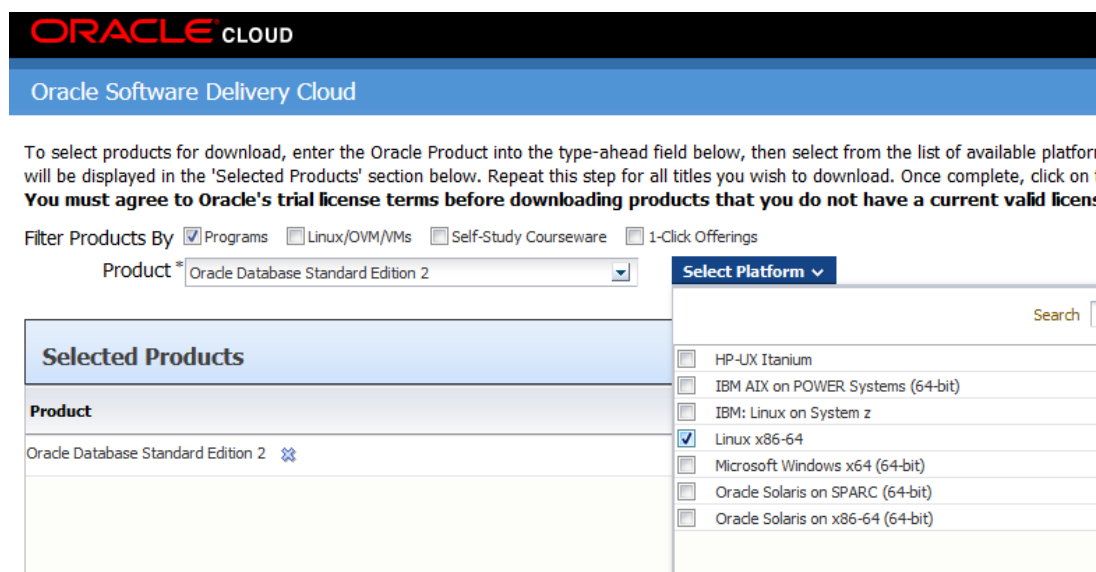 ORACLE CLOUD
Oracle Software Delivery Cloud
To select products for download, enter the Oracle Product into the type-ahead field below, then select from the list of available
will be displayed in the 'Selected Products' section below. Repeat this step for all titles you wish to download. Once complete, click on
You must agree to Oracle's trial license terms before downloading products that you do not have a current valid
Filter Products By Programs Linux/OVM/VMs Self-Study Courseware 1-Click Offerings
Product * Oracle Database Standard Edition 2 Select Platform
Search
Selected Products
HP-UX Itanium
IBM AIX on POWER Systems (64-bit)
Product
IBM: Linux on System z
Linux x86-64
Oracle Database Standard Edition 2
Microsoft Windows x64 (64-bit)
Oracle Solaris on SPARC (64-bit)
Oracle Solaris on x86-64 (64-bit)